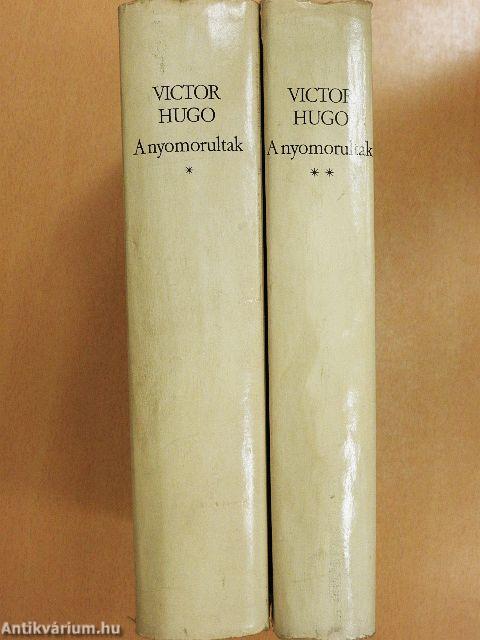 VICTOR
HUGO
A nyomorultak
*
VICTOR
HUGO
A nyomorultak
**
Antikvárium.hu